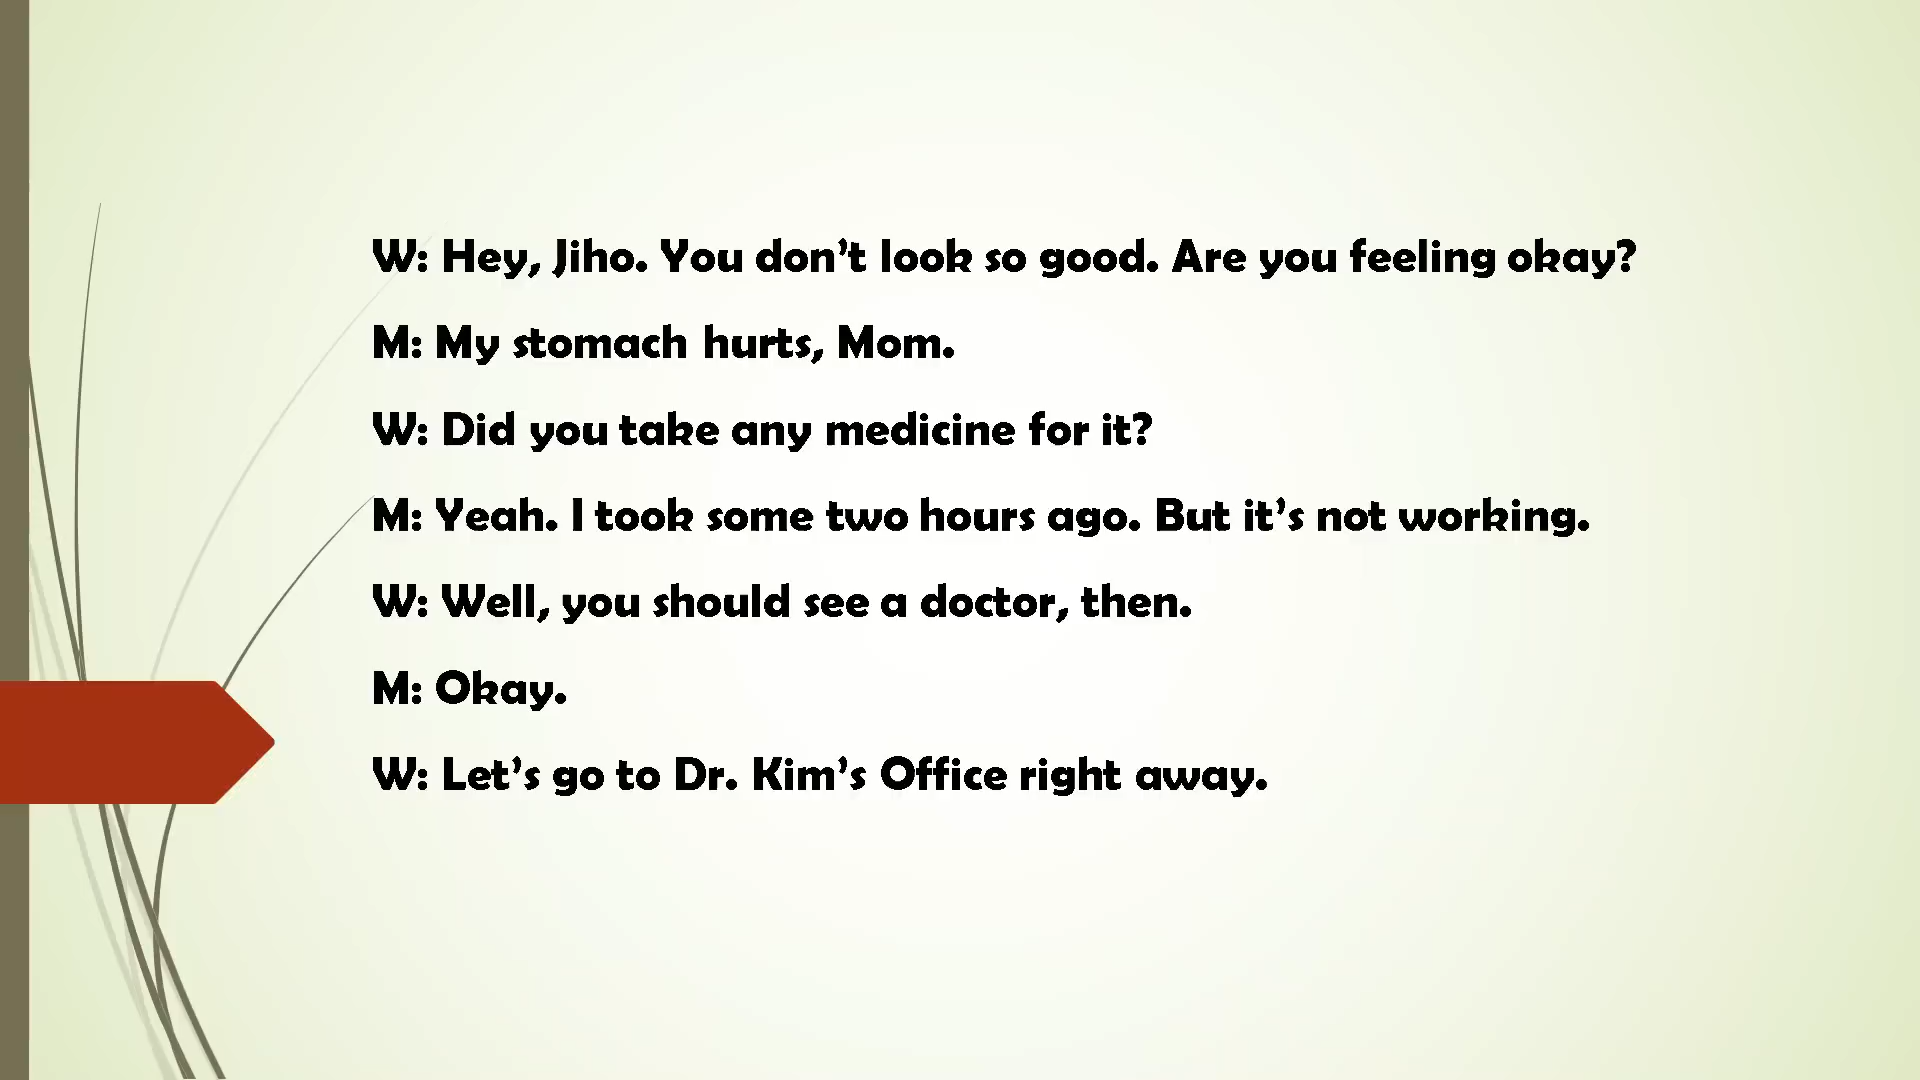 W: Hey, Jiho. You don’t look so good. Are you feeling okay?
M: My stomach hurts, Mom.
W: Did you take any medicine for it?
M: Yeah. I took some two hours ago. But it’s not working.
W: Well, you should see a doctor, then.
M: Okay.
W: Let’s go to Dr. Kim’s Office right away.